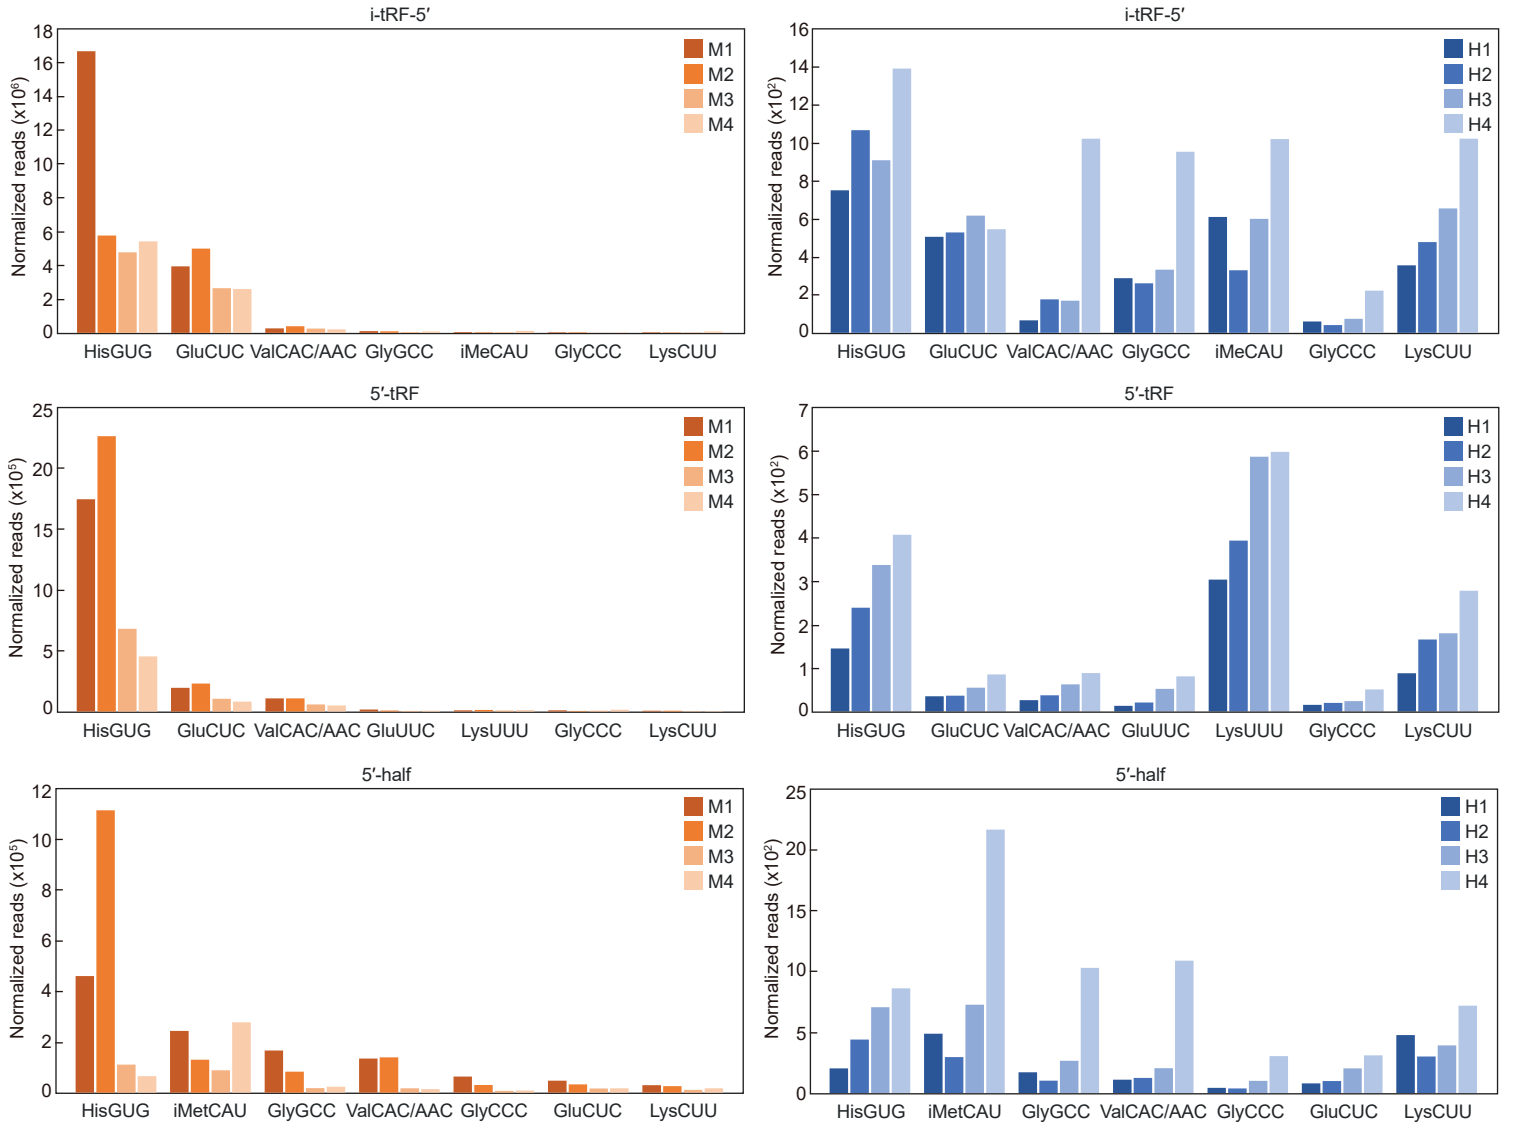 i-tRF-5′
Normalized reads (x10⁶)
18
16
14
12
10
8
6
4
2
0
M1
M2
M3
M4
HisGUG GluCUC ValCAC/AAC GlyGCC iMeCAU GlyCCC LysCUU
i-tRF-5′
Normalized reads (x10²)
16
14
12
10
8
6
4
2
0
H1
H2
H3
H4
HisGUG GluCUC ValCAC/AAC GlyGCC iMeCAU GlyCCC LysCUU
5′-tRF
Normalized reads (x10⁵)
25
20
15
10
5
0
M1
M2
M3
M4
HisGUG GluCUC ValCAC/AAC GluUUC LysUUU GlyCCC LysCUU
5′-tRF
Normalized reads (x10²)
7
6
5
4
3
2
1
0
H1
H2
H3
H4
HisGUG GluCUC ValCAC/AAC GluUUC LysUUU GlyCCC LysCUU
5′-half
Normalized reads (x10⁵)
12
10
8
6
4
2
0
M1
M2
M3
M4
HisGUG iMetCAU GlyGCC ValCAC/AAC GlyCCC GluCUC LysCUU
5′-half
Normalized reads (x10²)
25
20
15
10
5
0
H1
H2
H3
H4
HisGUG iMetCAU GlyGCC ValCAC/AAC GlyCCC GluCUC LysCUU